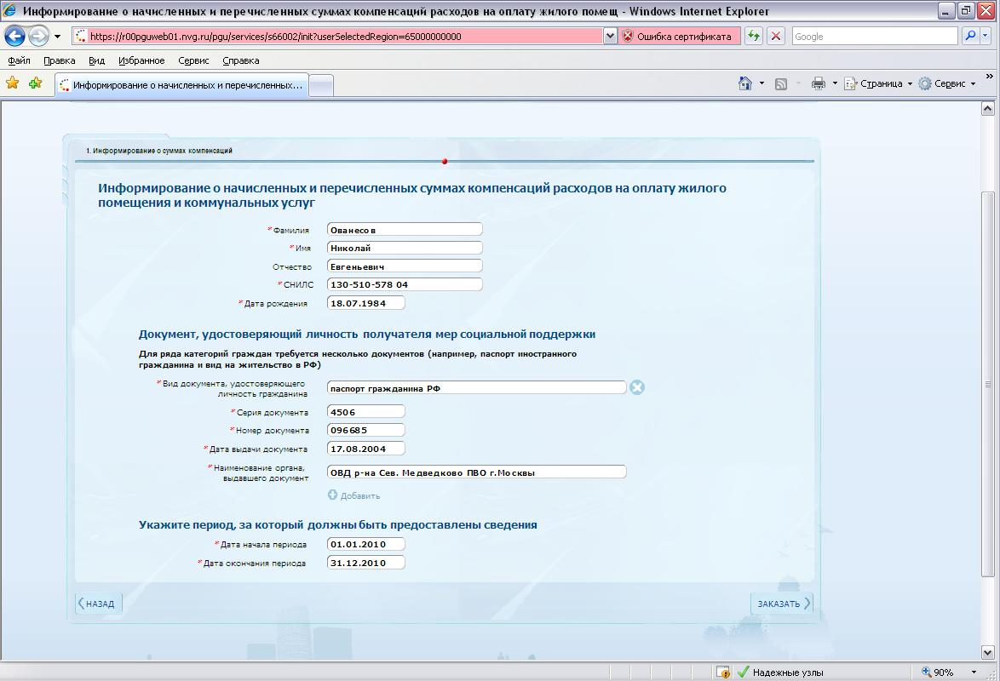 Информирование о начисленных и перечисленных суммах компенсаций расходов на оплату жилого помещ - Windows Internet Explorer
https://r00pguweb01.nvg.ru/pgu/services/s66002/init?userSelectedRegion=65000000000
Ошибка сертификата
Google
Файл Правка Вид Избранное Сервис Справка
Информирование о начисленных и перечисленных...
Страница
Сервис
1. Информирование о суммах компенсаций
Информирование о начисленных и перечисленных суммах компенсаций расходов на оплату жилого
помещения и коммунальных услуг
*Фамилия Ованесов
*Имя Николай
Отчество Евгеньевич
*СНИЛС 130-510-578 04
*Дата рождения 18.07.1984
Документ, удостоверяющий личность получателя мер социальной поддержки
Для ряда категорий граждан требуется несколько документов (например, паспорт иностранного
гражданина и вид на жительство в РФ)
*Вид документа, удостоверяющего
личность гражданина
паспорт гражданина РФ
*Серия документа 4506
*Номер документа 096685
*Дата выдачи документа 17.08.2004
*Наименование органа,
выдавшего документ
ОВД р-на Сев. Медведково ПВО г.Москвы
Добавить
Укажите период, за который должны быть предоставлены сведения
*Дата начала периода 01.01.2010
*Дата окончания периода 31.12.2010
НАЗАД
ЗАКАЗАТЬ
Надежные узлы
90%